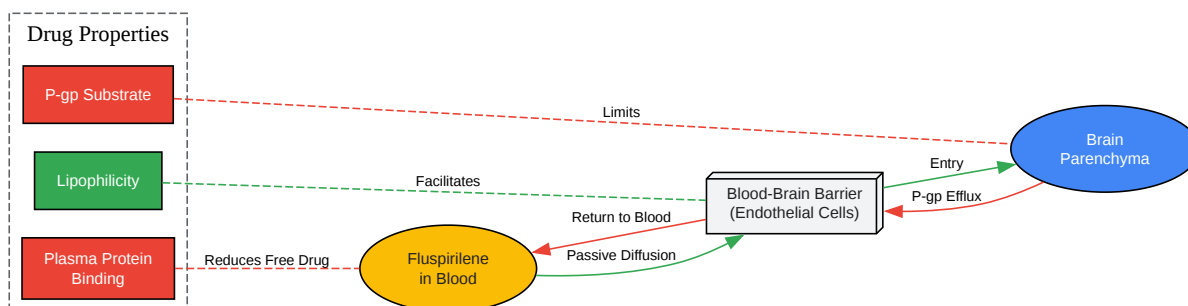 Drug Properties
P-gp Substrate
Limits
Brain
Parenchyma
Lipophilicity
Facilitates
Entry
Blood-Brain Barrier
(Endothelial Cells)
P-gp Efflux
Return to Blood
Plasma Protein
Binding
Reduces Free Drug
Fluspirilene
in Blood
Passive Diffusion